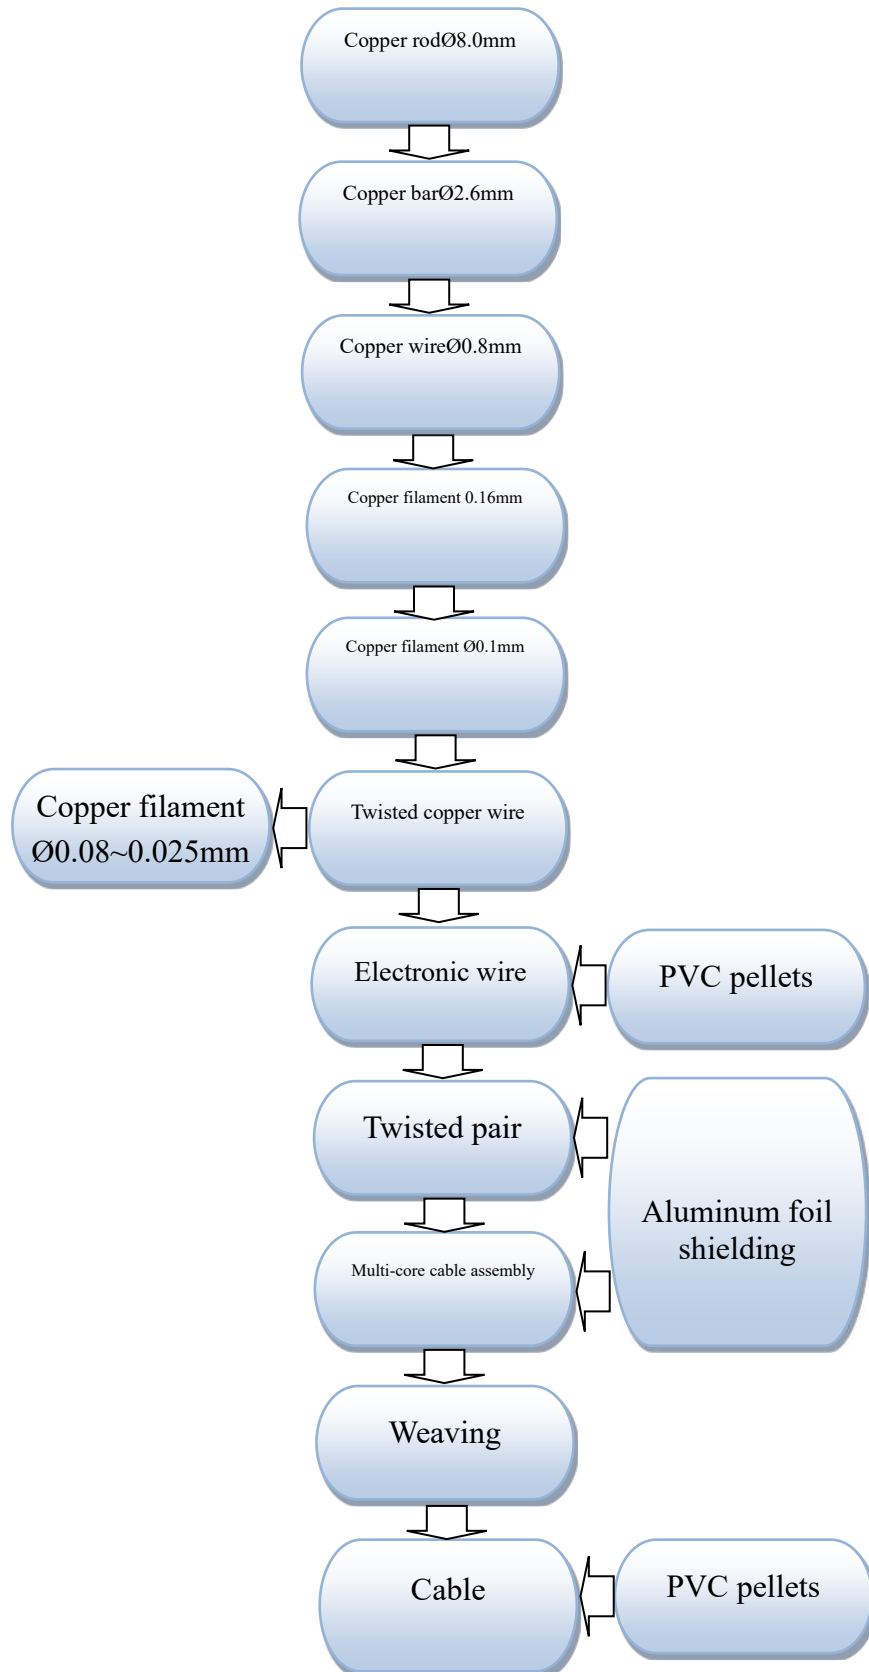 Copper rodØ8.0mm
Copper barØ2.6mm
Copper wireØ0.8mm
Copper filament 0.16mm
Copper filament Ø0.1mm
Copper filament
Ø0.08~0.025mm
Twisted copper wire
Electronic wire
PVC pellets
Twisted pair
Aluminum foil
shielding
Multi-core cable assembly
Weaving
Cable
PVC pellets